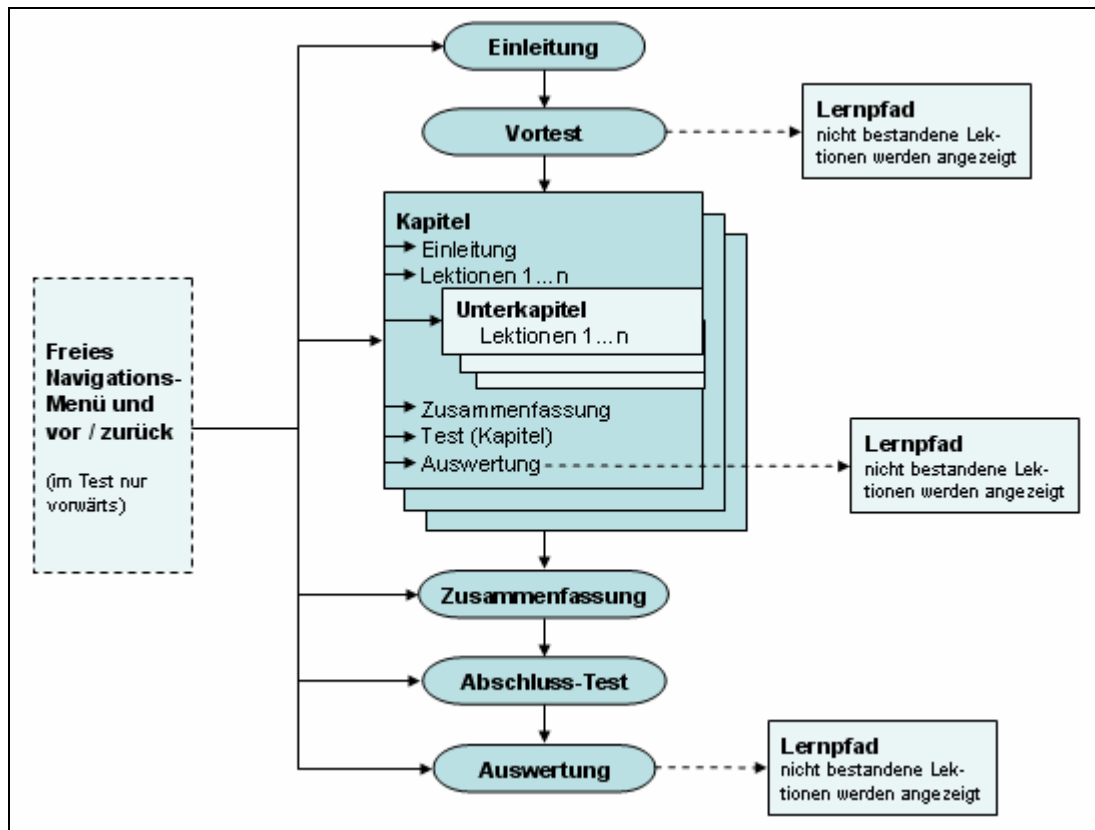 Einleitung
Vortest
Lernpfad
nicht bestandene Lek-
tionen werden angezeigt
Kapitel
Einleitung
Lektionen 1...n
Unterkapitel
Lektionen 1...n
Zusammenfassung
Test (Kapitel)
Auswertung
Freies
Navigations-
Menü und
vor / zurück
(im Test nur
vorwärts)
Lernpfad
nicht bestandene Lek-
tionen werden angezeigt
Zusammenfassung
Abschluss-Test
Auswertung
Lernpfad
nicht bestandene Lek-
tionen werden angezeigt